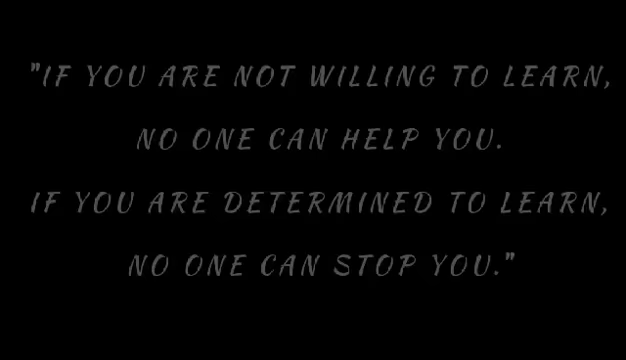 "IF YOU ARE NOT WILLING TO LEARN,
NO ONE CAN HELP YOU.
IF YOU ARE DETERMINED TO LEARN,
NO ONE CAN STOP YOU."